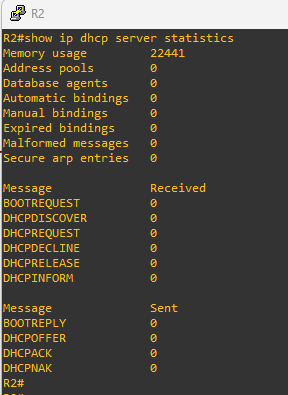 R2
R2#show ip dhcp server statistics
Memory usage 22441
Address pools 0
Database agents 0
Automatic bindings 0
Manual bindings 0
Expired bindings 0
Malformed messages 0
Secure arp entries 0
Message Received
BOOTREQUEST 0
DHCPDISCOVER 0
DHCPREQUEST 0
DHCPDECLINE 0
DHCPRELEASE 0
DHCPINFORM 0
Message Sent
BOOTREPLY 0
DHCPOFFER 0
DHCPACK 0
DHCPNAK 0
R2#